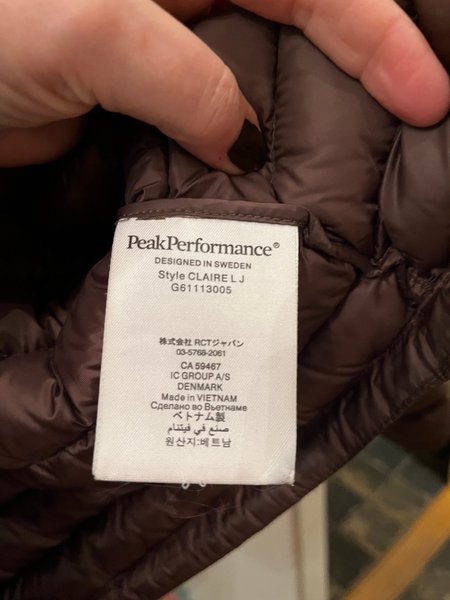 PeakPerformance®
DESIGNED IN SWEDEN
Style CLAIRE L J
G61113005
株式会社 RCTジャパン
03-5768-2061
CA 59467
IC GROUP A/S
DENMARK
Made in VIETNAM
Сделано во Вьетнаме
ベトナム製
صنع في فيتنام
원산지:베트남